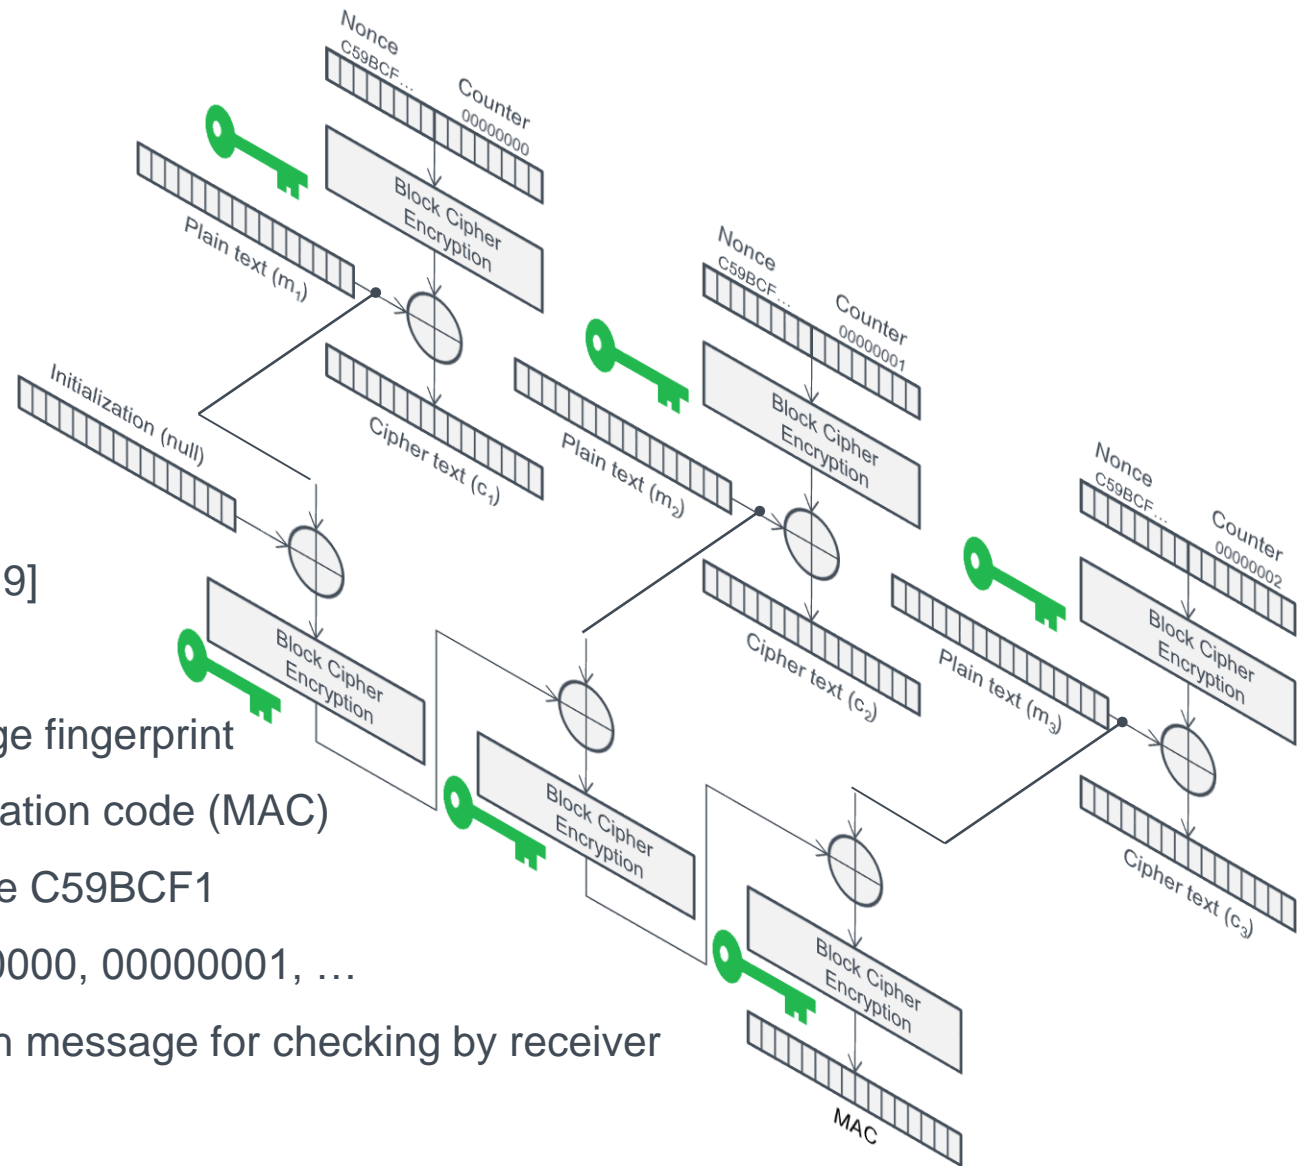 Nonce
C59BCF...
Counter
00000000
Block Cipher
Encryption
Plain text (m₁)
Cipher text (c₁)
Initialization (null)
Block Cipher
Encryption
Nonce
C59BCF...
Counter
00000001
Block Cipher
Encryption
Plain text (m₂)
Cipher text (c₂)
Block Cipher
Encryption
Nonce
C59BCF...
Counter
00000002
Block Cipher
Encryption
Plain text (m₃)
Cipher text (c₃)
Block Cipher
Encryption
MAC
9]
ge fingerprint
ation code (MAC)
e C59BCF1
0000, 00000001, …
n message for checking by receiver